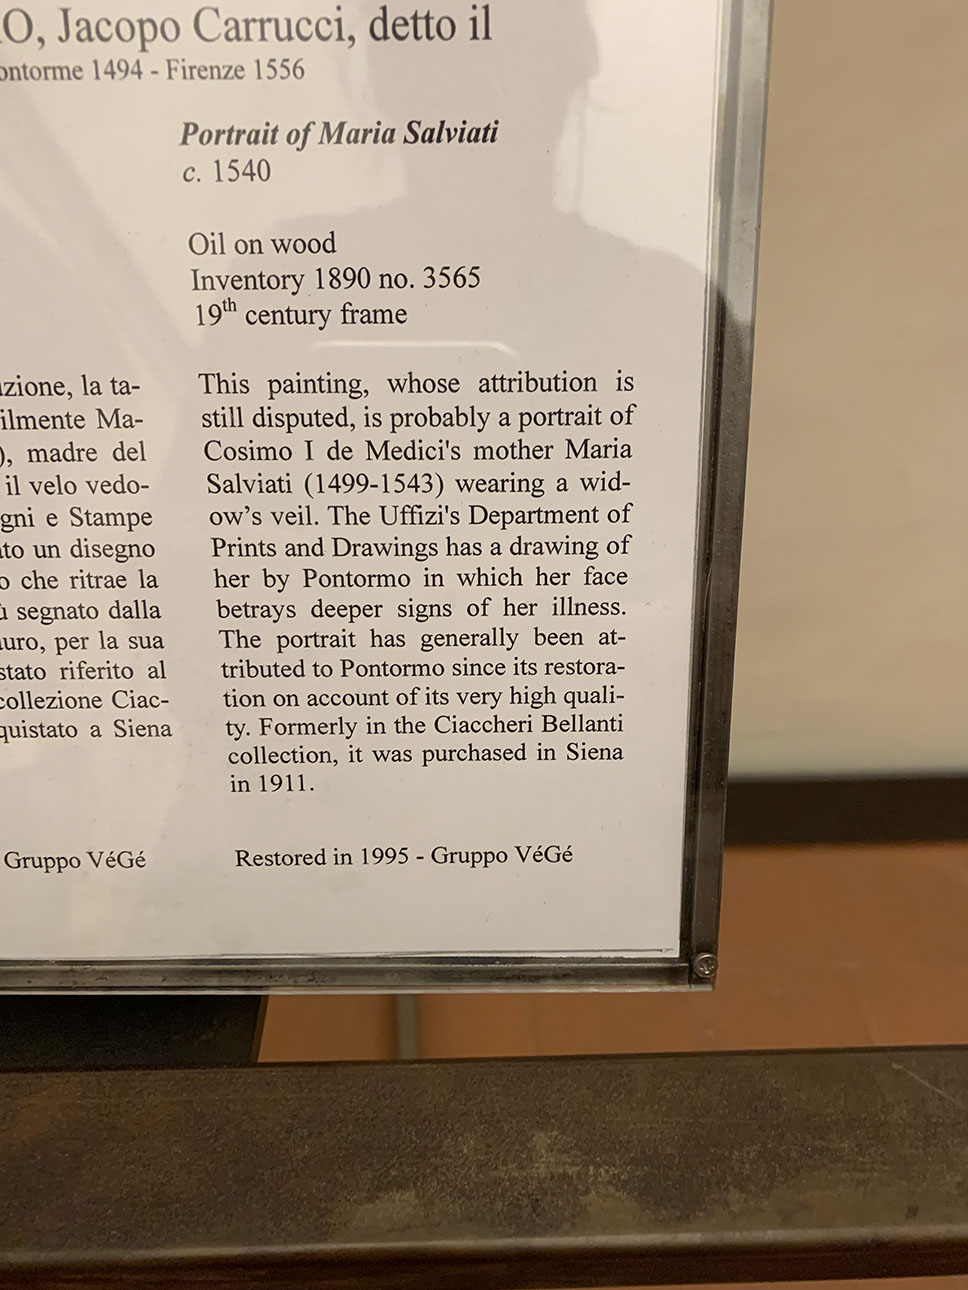 O, Jacopo Carrucci, detto il
ontorme 1494 - Firenze 1556
Portrait of Maria Salviati
c. 1540
Oil on wood
Inventory 1890 no. 3565
19th century frame
azione, la ta-
ilmente Ma-
), madre del
il velo vedo-
gni e Stampe
ato un disegno
o che ritrae la
ù segnato dalla
auro, per la sua
stato riferito al
collezione Ciac-
quistato a Siena
Gruppo VéGé
This painting, whose attribution is
still disputed, is probably a portrait of
Cosimo I de Medici's mother Maria
Salviati (1499-1543) wearing a wid-
ow’s veil. The Uffizi's Department of
Prints and Drawings has a drawing of
her by Pontormo in which her face
betrays deeper signs of her illness.
The portrait has generally been at-
tributed to Pontormo since its restora-
tion on account of its very high quali-
ty. Formerly in the Ciaccheri Bellanti
collection, it was purchased in Siena
in 1911.
Restored in 1995 - Gruppo VéGé